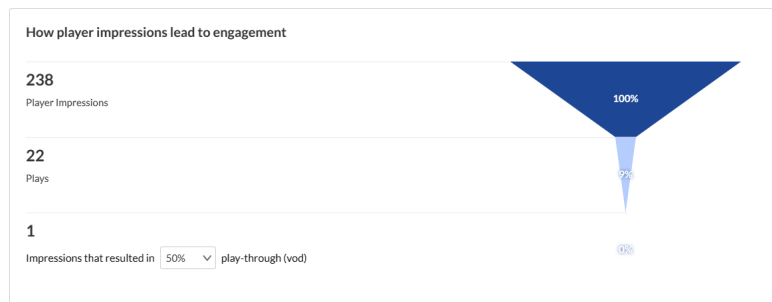 How player impressions lead to engagement
238
Player Impressions
100%
22
Plays
9%
1
Impressions that resulted in 50% play-through (vod)
0%